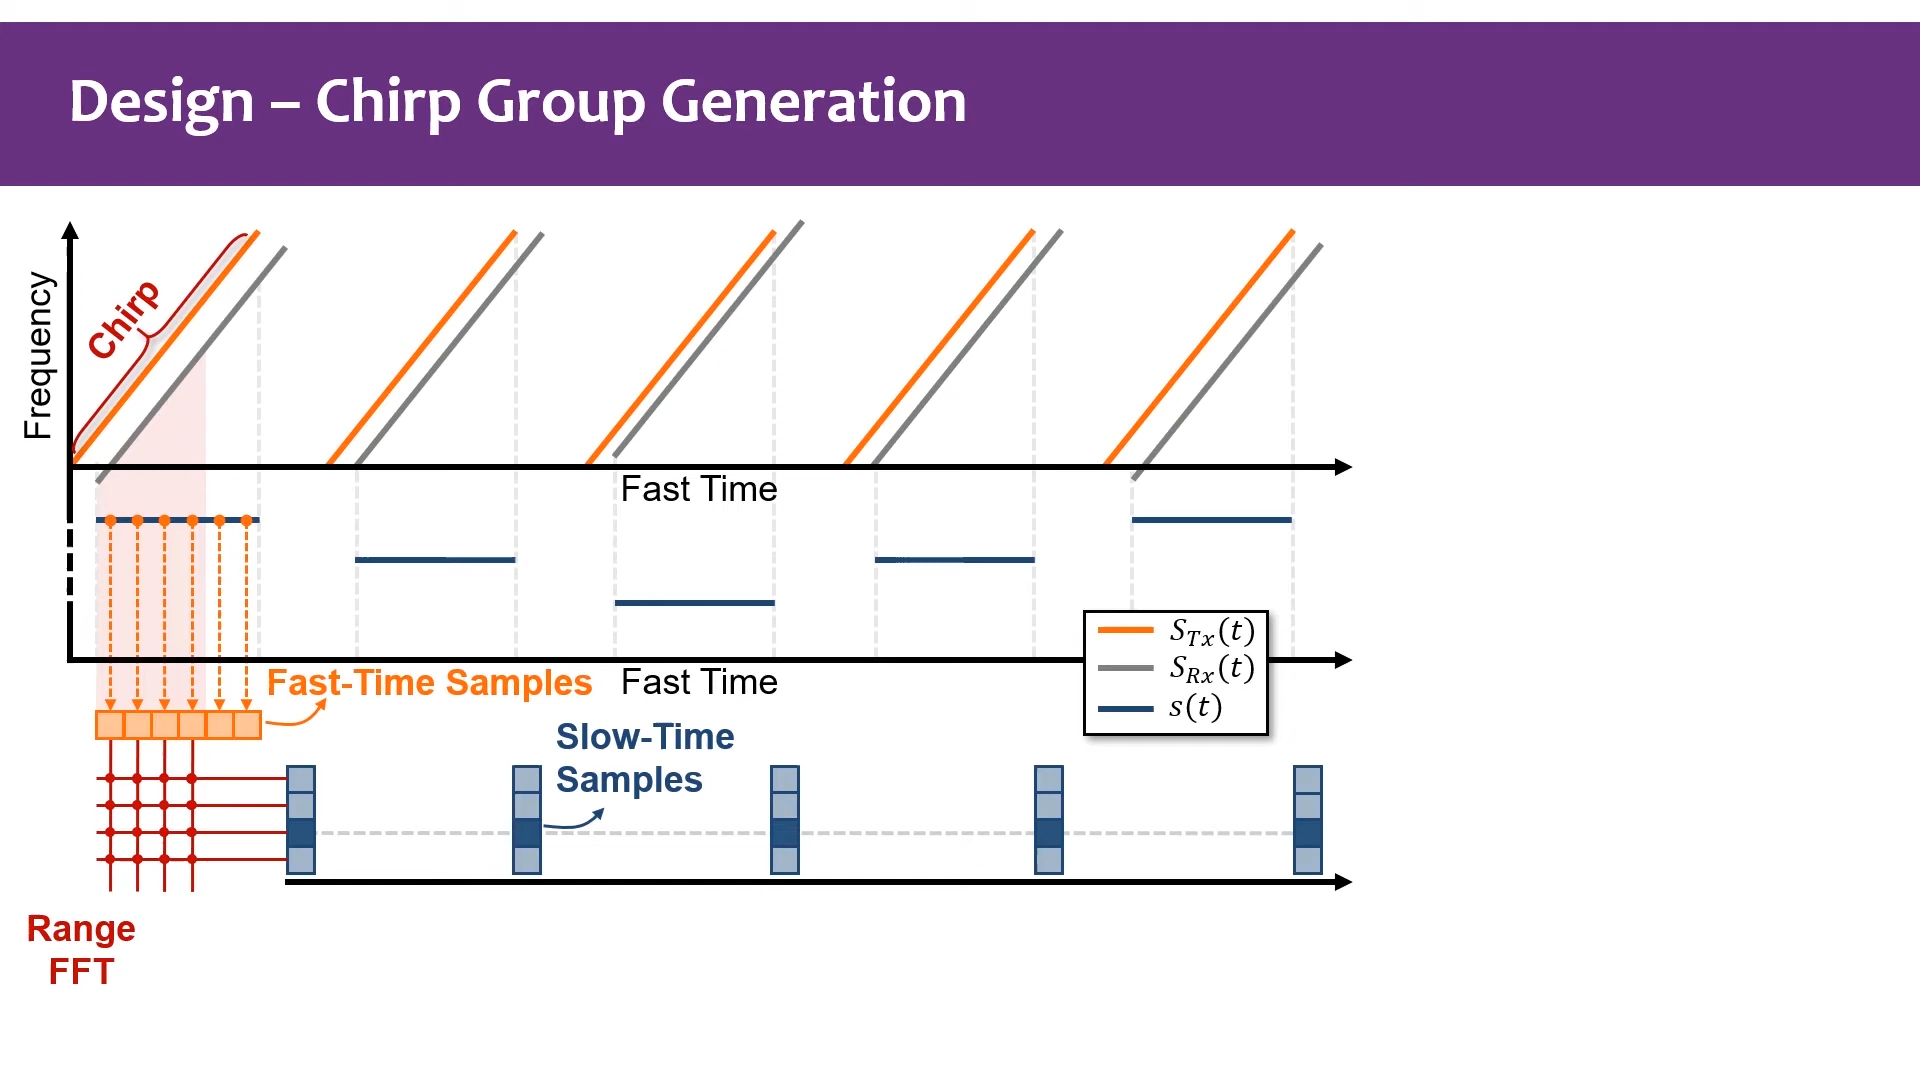 Design – Chirp Group Generation
Frequency
Chirp
Fast Time
Fast-Time Samples
Fast Time
S_Tx(t)
S_Rx(t)
s(t)
Slow-Time
Samples
Range
FFT